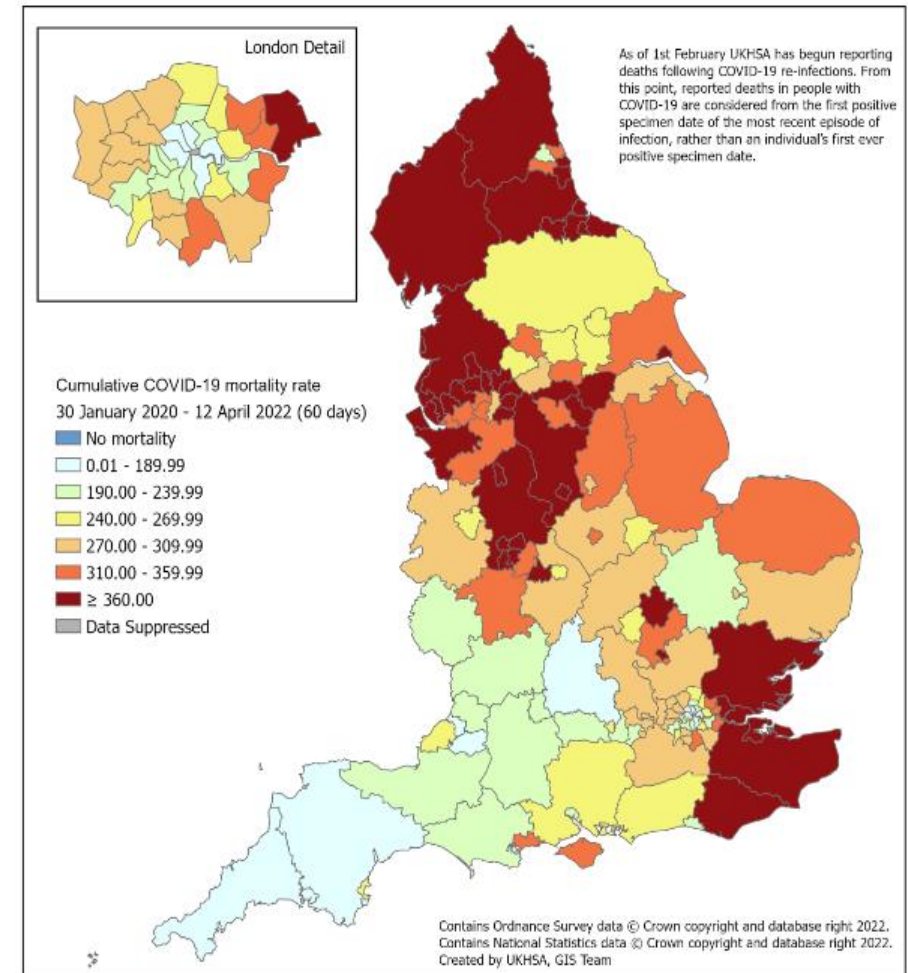 London Detail
As of 1st February UKHSA has begun reporting
deaths following COVID-19 re-infections. From
this point, reported deaths in people with
COVID-19 are considered from the first positive
specimen date of the most recent episode of
infection, rather than an individual's first ever
positive specimen date.
Cumulative COVID-19 mortality rate
30 January 2020 - 12 April 2022 (60 days)
No mortality
0.01 - 189.99
190.00 - 239.99
240.00 - 269.99
270.00 - 309.99
310.00 - 359.99
≥ 360.00
Data Suppressed
Contains Ordnance Survey data © Crown copyright and database right 2022.
Contains National Statistics data © Crown copyright and database right 2022.
Created by UKHSA, GIS Team